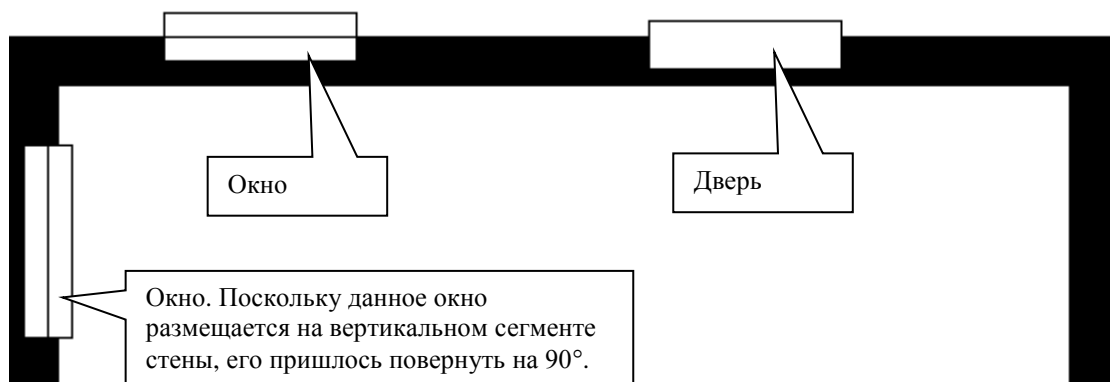 Окно
Дверь
Окно. Поскольку данное окно
размещается на вертикальном сегменте
стены, его пришлось повернуть на 90°.